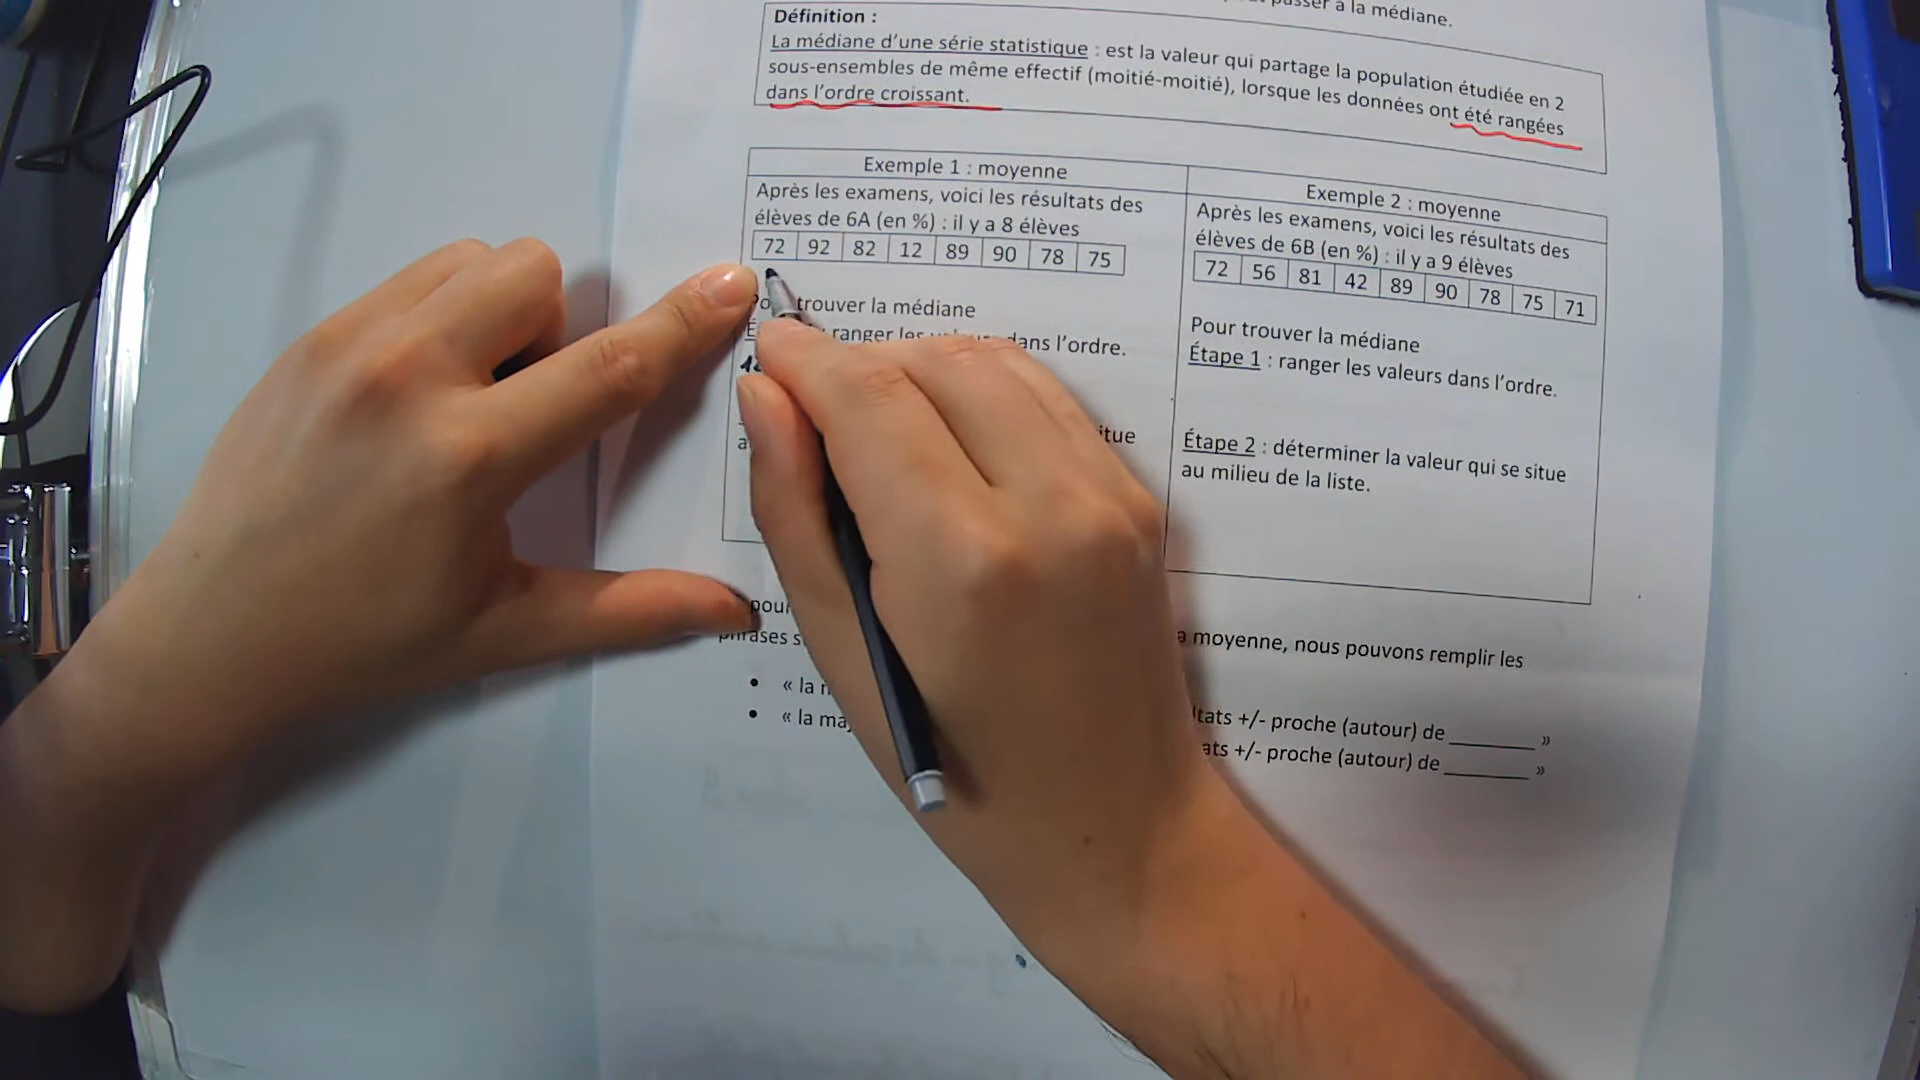 passer à la médiane.
Définition :
La médiane d'une série statistique : est la valeur qui partage la population étudiée en 2
sous-ensembles de même effectif (moitié-moitié), lorsque les données ont été rangées
dans l'ordre croissant.
Exemple 1 : moyenne
Après les examens, voici les résultats des
élèves de 6A (en %) : il y a 8 élèves
72 92 82 12 89 90 78 75
trouver la médiane
ranger les dans l'ordre.
Exemple 2 : moyenne
Après les examens, voici les résultats des
élèves de 6B (en %) : il y a 9 élèves
72 56 81 42 89 90 78 75 71
Pour trouver la médiane
Étape 1 : ranger les valeurs dans l'ordre.
Étape 2 : déterminer la valeur qui se situe
au milieu de la liste.
moyenne, nous pouvons remplir les
• « la
+/- proche (autour) de ________ »
• « la
+/- proche (autour) de ________ »